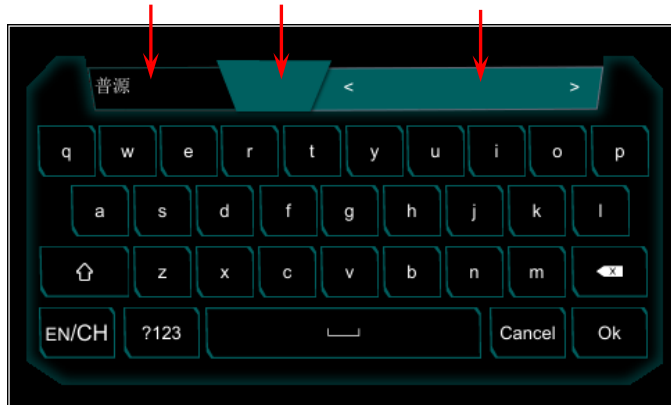 普源
< >
q w e r t y u i o p
a s d f g h j k l
z x c v b n m x
EN/CH ?123 Cancel Ok